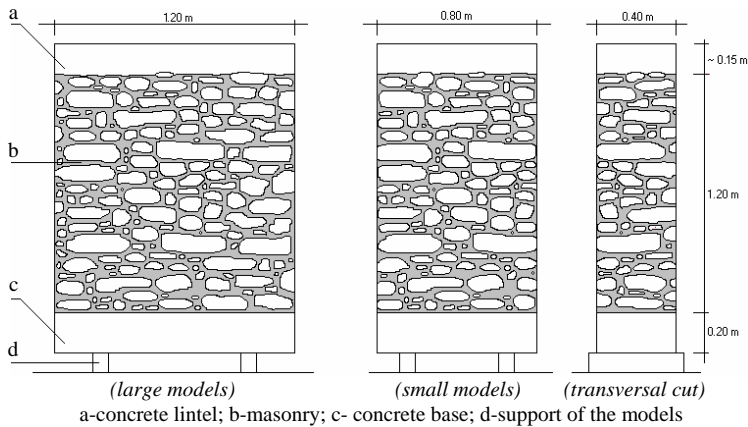 a
1.20 m
0.80 m
0.40 m
~ 0.15 m
b
1.20 m
c
0.20 m
d
(large models)
(small models)
(transversal cut)
a-concrete lintel; b-masonry; c- concrete base; d-support of the models